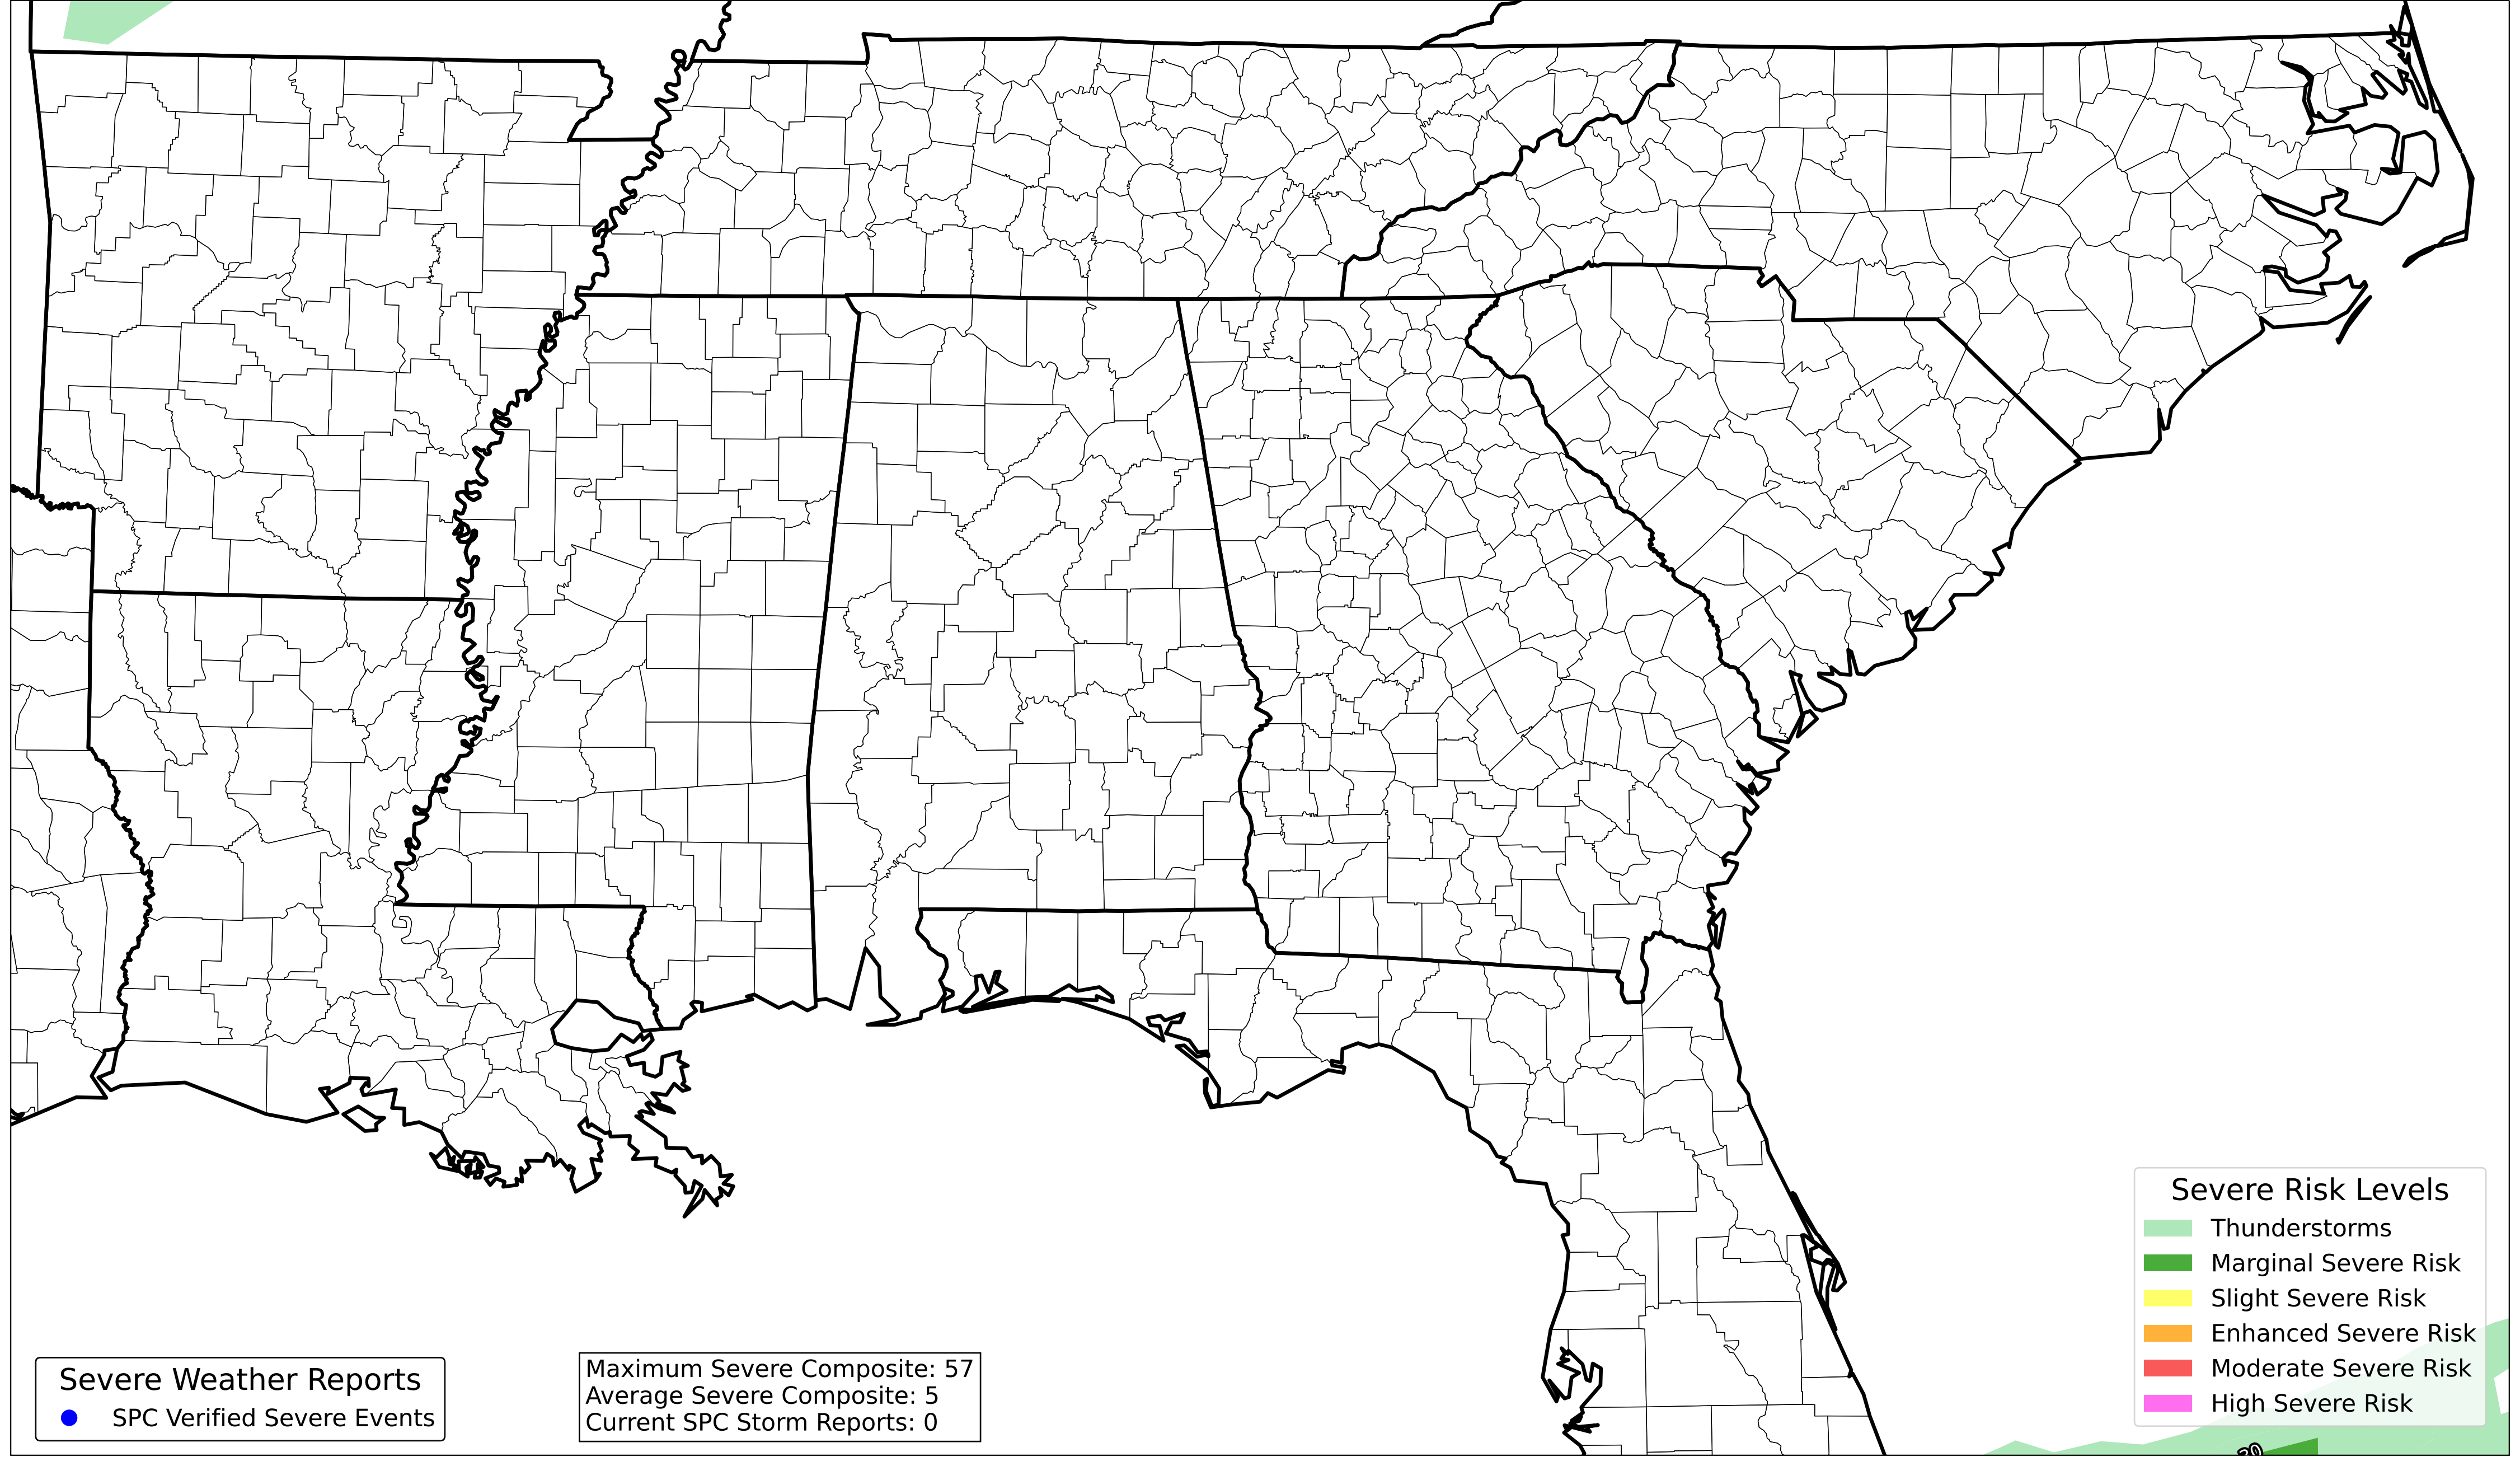 Severe Risk Levels
Thunderstorms
Marginal Severe Risk
Slight Severe Risk
Enhanced Severe Risk
Moderate Severe Risk
High Severe Risk
Severe Weather Reports
SPC Verified Severe Events
Maximum Severe Composite: 57
Average Severe Composite: 5
Current SPC Storm Reports: 0